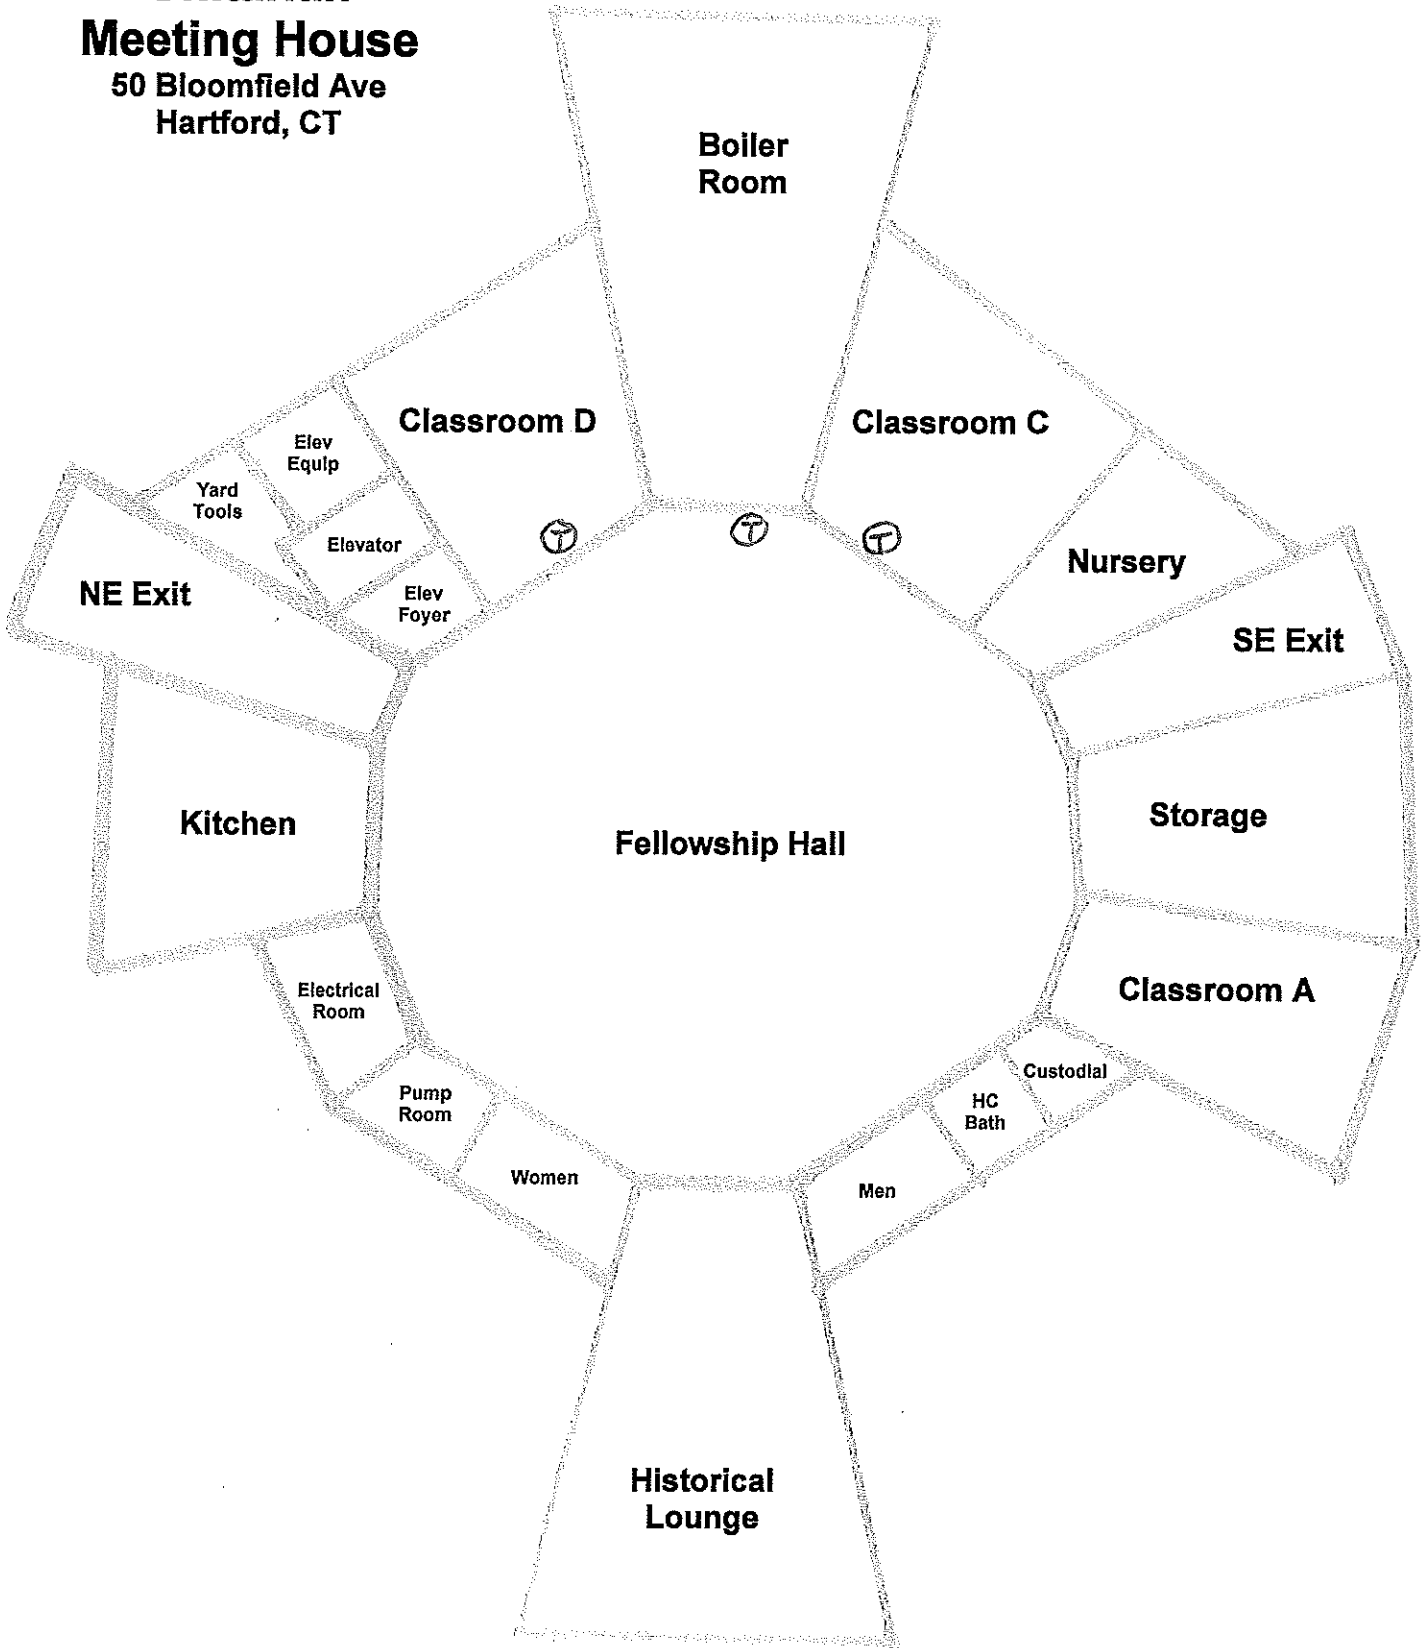 Meeting House
50 Bloomfield Ave
Hartford, CT
Boiler
Room
Classroom D
Classroom C
Elev
Equip
Yard
Tools
Elevator
T
T
T
NE Exit
Elev
Foyer
Nursery
SE Exit
Kitchen
Fellowship Hall
Storage
Electrical
Room
Classroom A
Pump
Room
Custodial
HC
Bath
Women
Men
Historical
Lounge